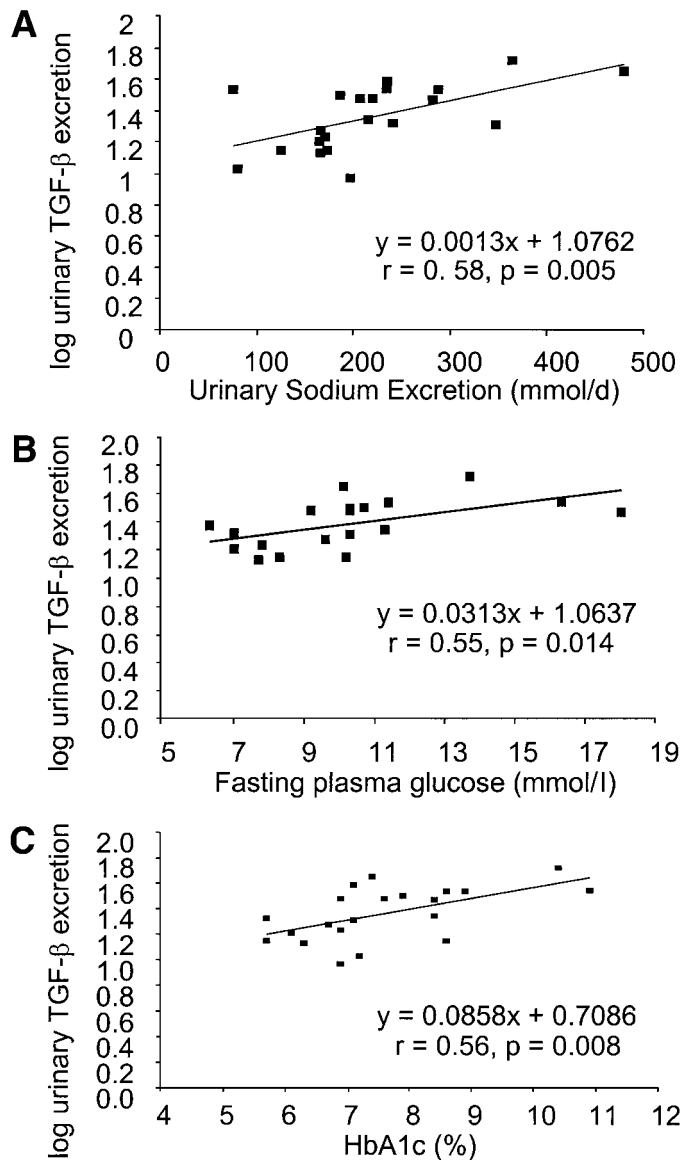 A
log urinary TGF-β excretion
2
1.8
1.6
1.4
1.2
1
0.8
0.6
0.4
0.2
0
y = 0.0013x + 1.0762
r = 0. 58, p = 0.005
0 100 200 300 400 500
Urinary Sodium Excretion (mmol/d)
B
log urinary TGF-β excretion
2.0
1.8
1.6
1.4
1.2
1.0
0.8
0.6
0.4
0.2
0.0
y = 0.0313x + 1.0637
r = 0.55, p = 0.014
5 7 9 11 13 15 17 19
Fasting plasma glucose (mmol/l)
C
log urinary TGF-β excretion
2.0
1.8
1.6
1.4
1.2
1.0
0.8
0.6
0.4
0.2
0.0
y = 0.0858x + 0.7086
r = 0.56, p = 0.008
4 5 6 7 8 9 10 11 12
HbA1c (%)